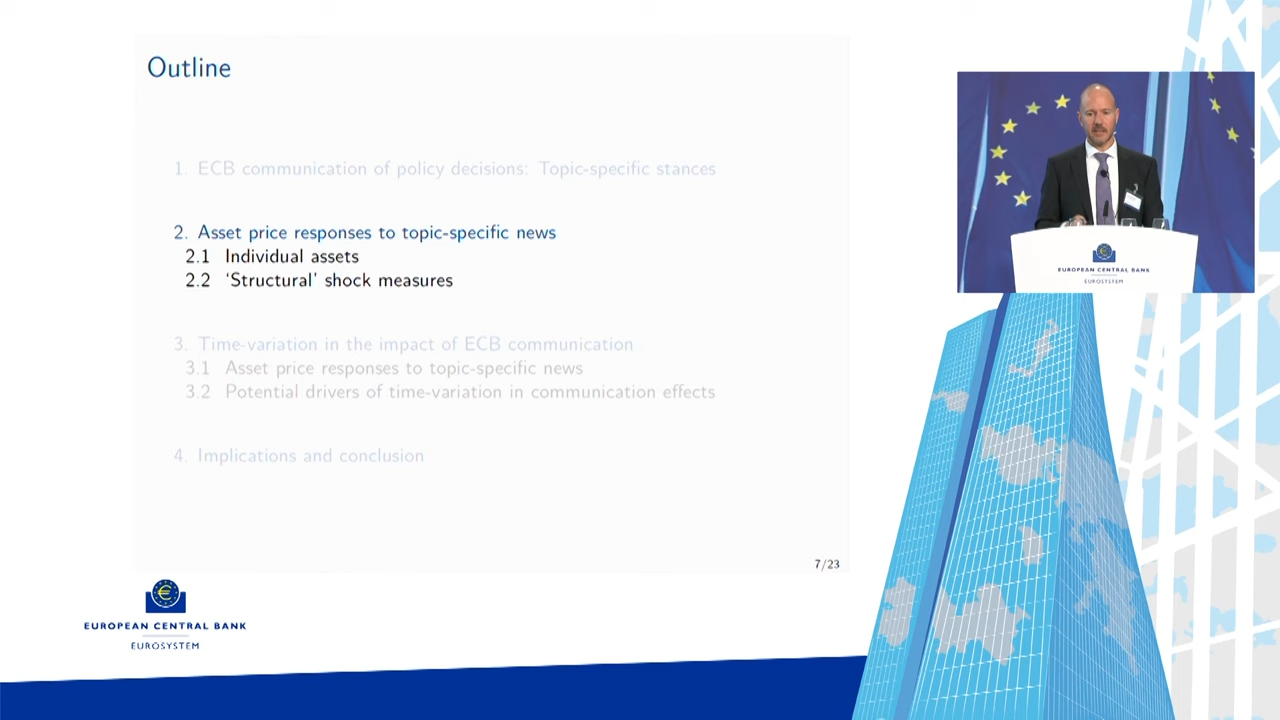 Outline
1. ECB communication of policy decisions: Topic-specific stances
2. Asset price responses to topic-specific news
2.1 Individual assets
2.2 ‘Structural’ shock measures
3. Time-variation in the impact of ECB communication
3.1 Asset price responses to topic-specific news
3.2 Potential drivers of time-variation in communication effects
4. Implications and conclusion
7/23
EUROPEAN CENTRAL BANK
EUROSYSTEM
EUROPEAN CENTRAL BANK
EUROSYSTEM